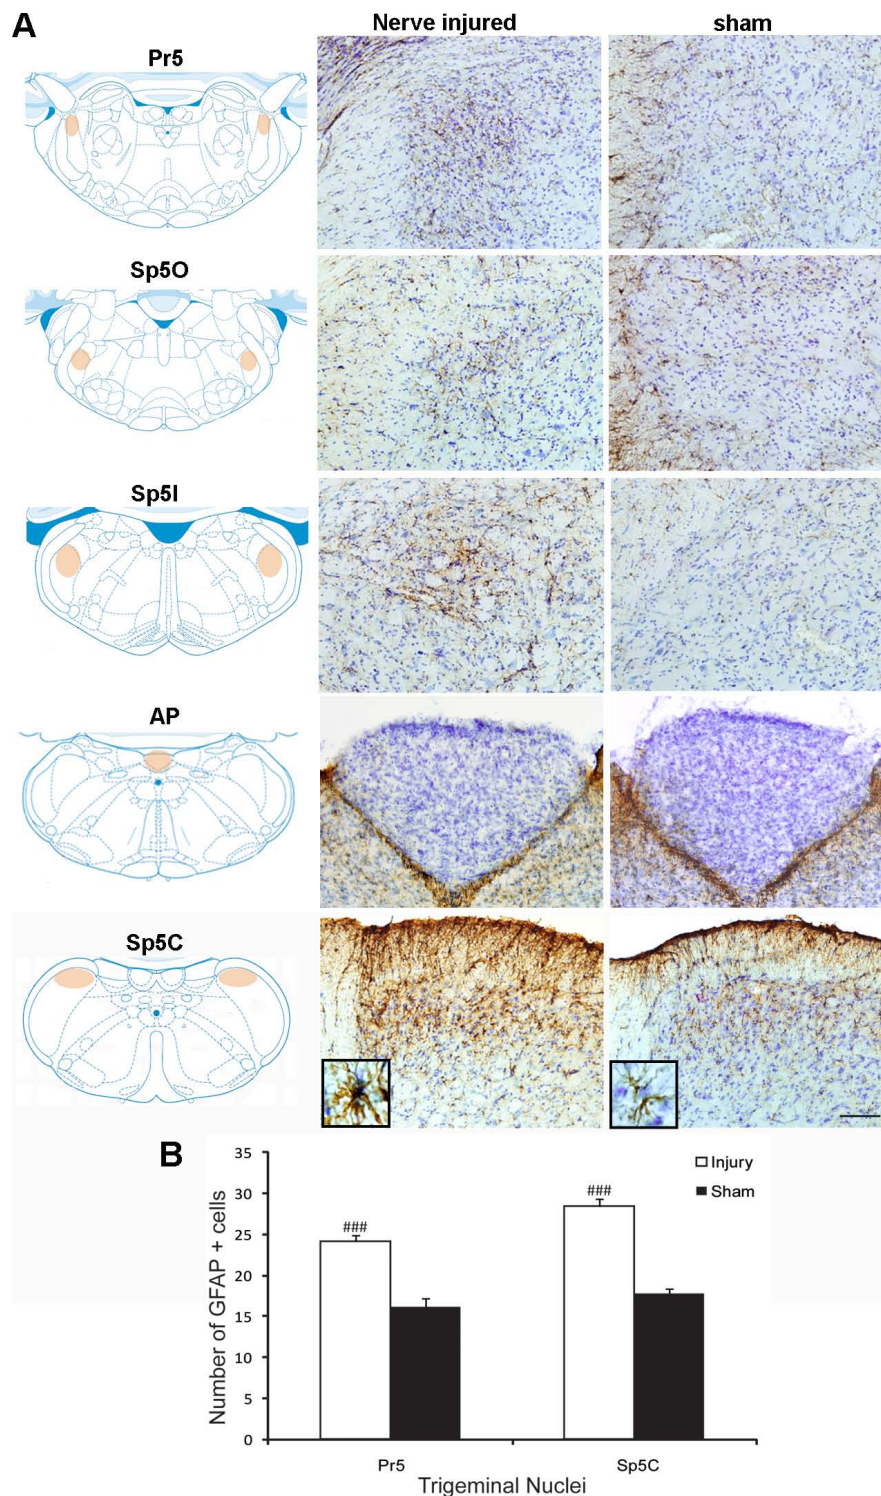 A
Nerve injured
sham
Pr5
Sp5O
Sp5I
AP
Sp5C
B
35
30
25
20
15
10
5
0
Number of GFAP + cells
###
###
Injury
Sham
Pr5
Sp5C
Trigeminal Nuclei